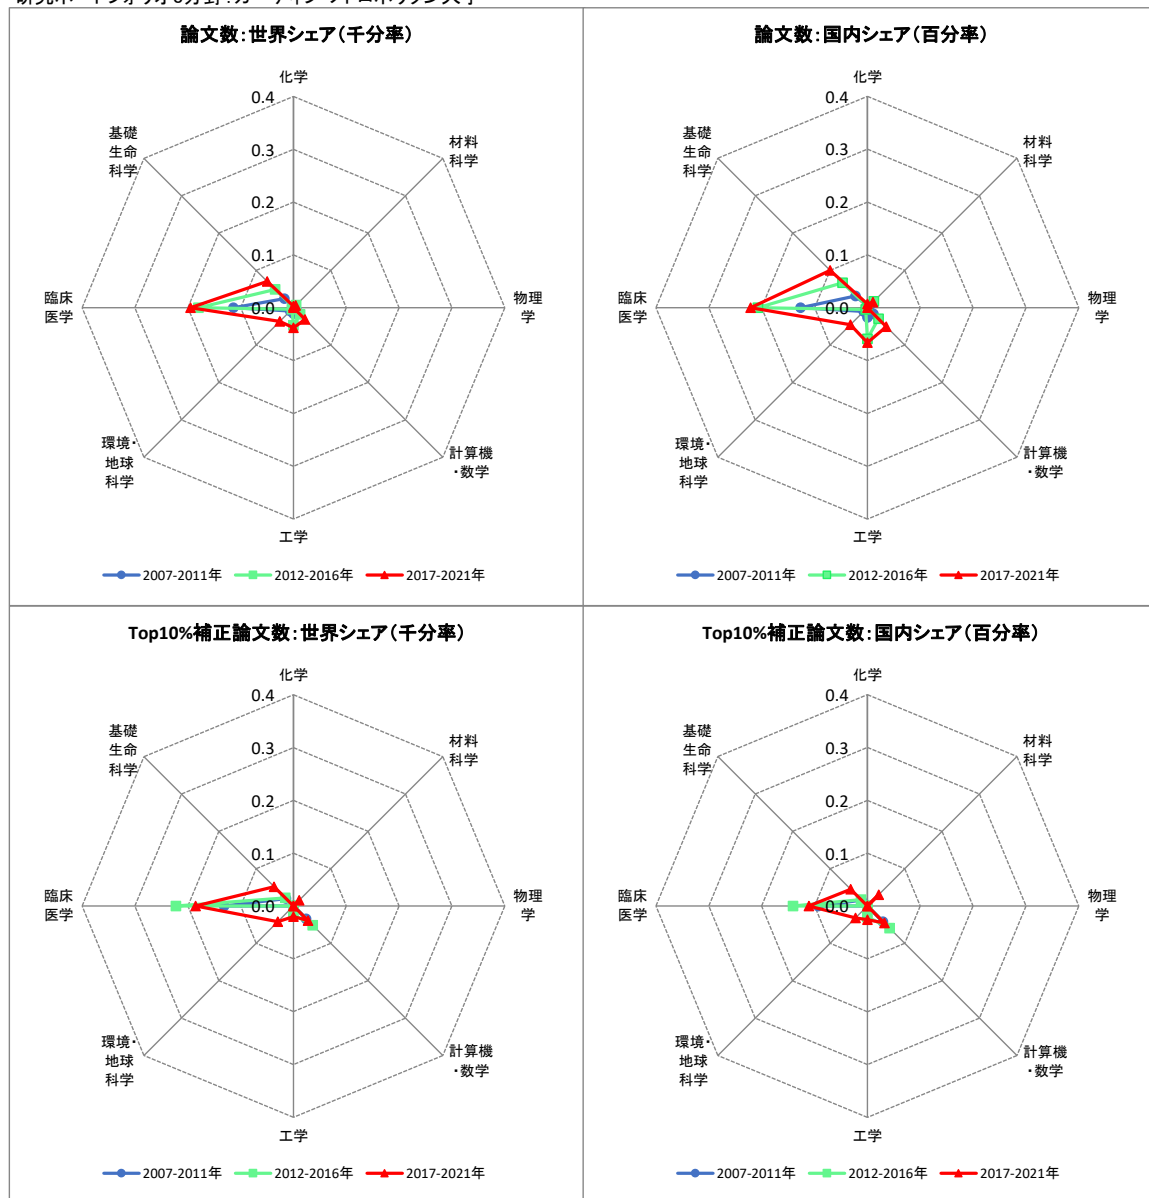 論文数：世界シェア（千分率）
化学
0.4
基礎
生命
科学
材料
科学
0.3
0.2
0.1
臨床
医学
0.0
物理
学
環境・
地球
科学
計算機
・数学
工学
2007-2011年
2012-2016年
2017-2021年
論文数：国内シェア（百分率）
化学
0.4
基礎
生命
科学
材料
科学
0.3
0.2
0.1
臨床
医学
0.0
物理
学
環境・
地球
科学
計算機
・数学
工学
2007-2011年
2012-2016年
2017-2021年
Top10%補正論文数：世界シェア（千分率）
化学
0.4
基礎
生命
科学
材料
科学
0.3
0.2
0.1
臨床
医学
0.0
物理
学
環境・
地球
科学
計算機
・数学
工学
2007-2011年
2012-2016年
2017-2021年
Top10%補正論文数：国内シェア（百分率）
化学
0.4
基礎
生命
科学
材料
科学
0.3
0.2
0.1
臨床
医学
0.0
物理
学
環境・
地球
科学
計算機
・数学
工学
2007-2011年
2012-2016年
2017-2021年